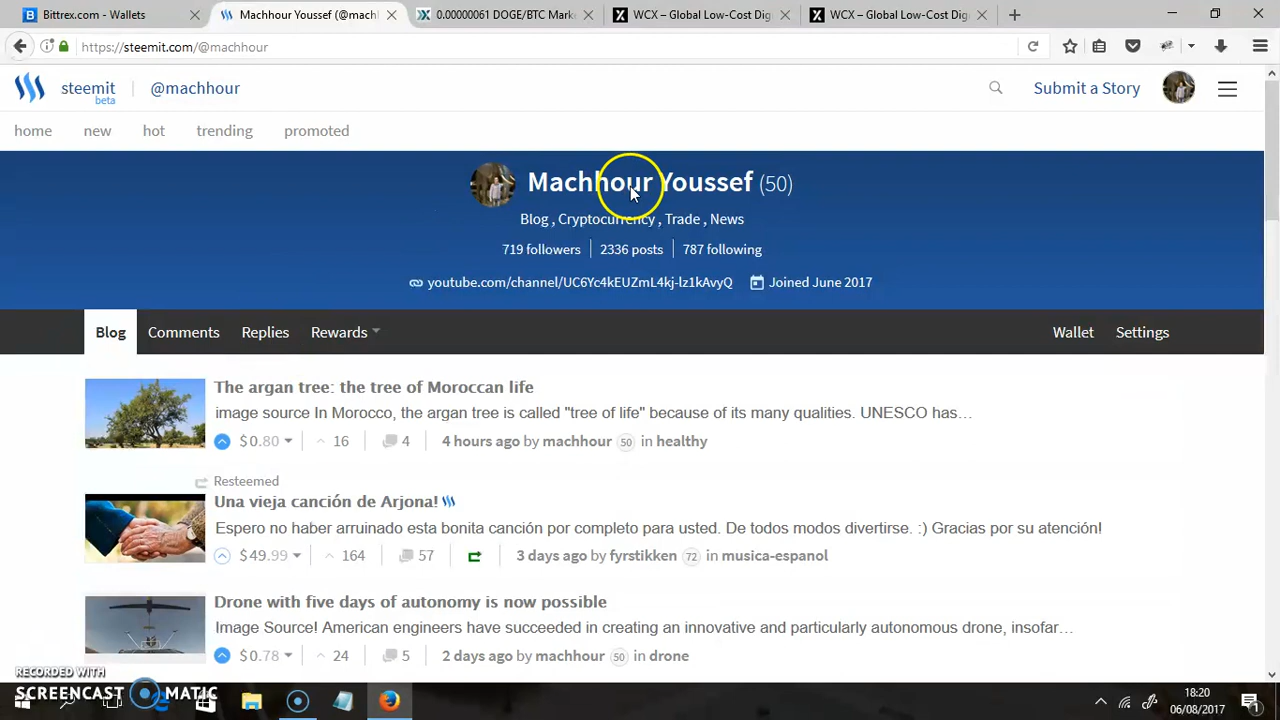 Bittrex.com - Wallets
Machhour Youssef (@mach
0.00000061 DOGE/BTC Mark
WCX – Global Low-Cost Dig
WCX – Global Low-Cost Dig
https://steemit.com/@machhour
steemit
beta
@machhour
Submit a Story
home new hot trending promoted
Machhour Youssef (50)
Blog , Cryptocurrency , Trade , News
719 followers 2336 posts 787 following
youtube.com/channel/UC6Yc4kEUZmL4kj-lz1kAvyQ Joined June 2017
Blog Comments Replies Rewards Wallet Settings
The argan tree: the tree of Moroccan life
image source In Morocco, the argan tree is called "tree of life" because of its many qualities. UNESCO has…
$0.80 16 4 4 hours ago by machhour 50 in healthy
Resteemed
Una vieja canción de Arjona!
Espero no haber arruinado esta bonita canción por completo para usted. De todos modos divertirse. :) Gracias por su atención!
$49.99 164 57 3 days ago by fyrstikken 72 in musica-espanol
Drone with five days of autonomy is now possible
Image Source! American engineers have succeeded in creating an innovative and particularly autonomous drone, insofar…
$0.78 24 5 2 days ago by machhour 50 in drone
RECORDED WITH
SCREENCAST MATIC
18:20
06/08/2017
1